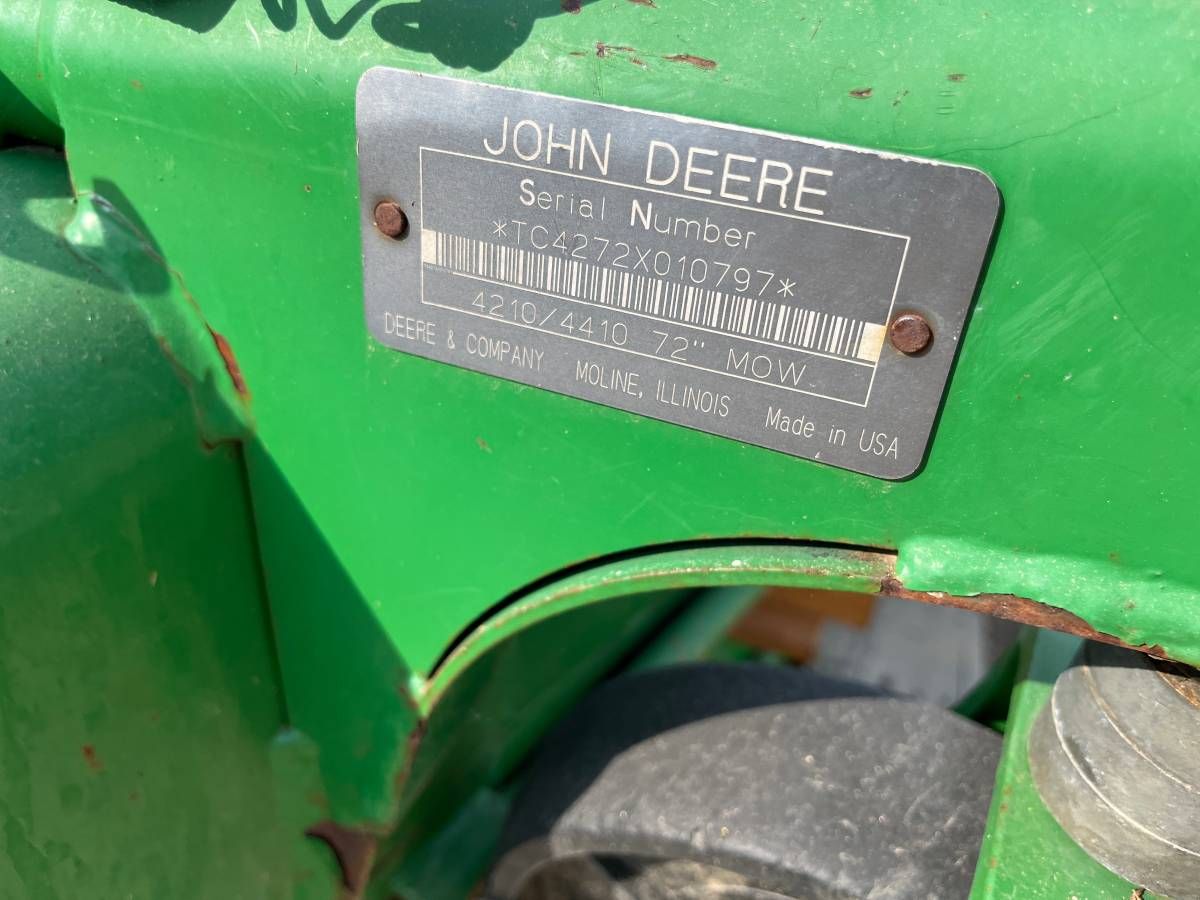 JOHN DEERE
Serial Number
*TC4272X010797*
4210/4410 72" MOW
DEERE & COMPANY MOLINE, ILLINOIS Made in USA